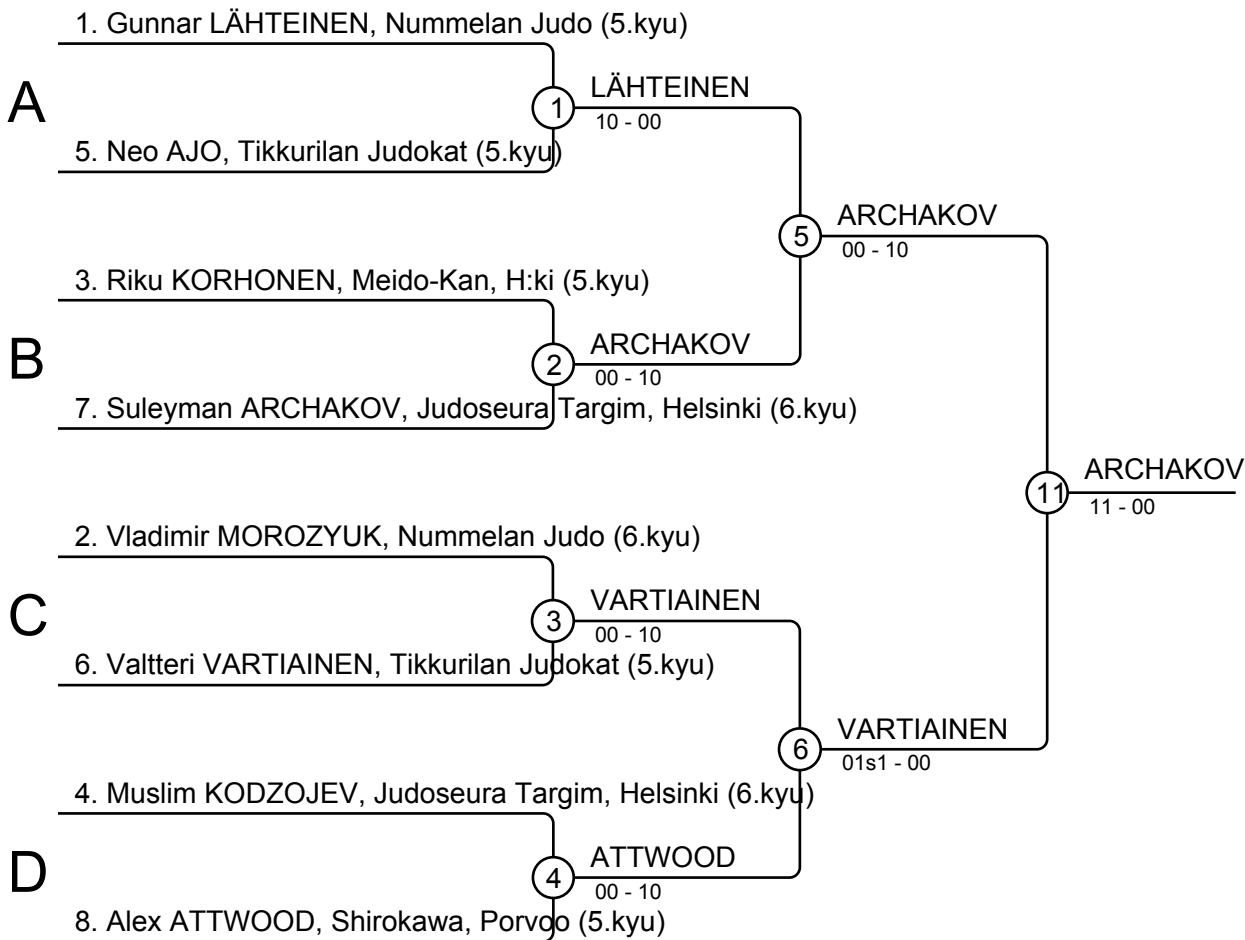 1. Gunnar LÄHTEINEN, Nummelan Judo (5.kyu)
A
1
LÄHTEINEN
10 - 00
5. Neo AJO, Tikkurilan Judokat (5.kyu)
5
ARCHAKOV
00 - 10
3. Riku KORHONEN, Meido-Kan, H:ki (5.kyu)
B
2
ARCHAKOV
00 - 10
7. Suleyman ARCHAKOV, Judoseura Targim, Helsinki (6.kyu)
11
ARCHAKOV
11 - 00
2. Vladimir MOROZYUK, Nummelan Judo (6.kyu)
C
3
VARTIAINEN
00 - 10
6. Valtteri VARTIAINEN, Tikkurilan Judokat (5.kyu)
6
VARTIAINEN
01s1 - 00
4. Muslim KODZOJEV, Judoseura Targim, Helsinki (6.kyu)
D
4
ATTWOOD
00 - 10
8. Alex ATTWOOD, Shirokawa, Porvoo (5.kyu)